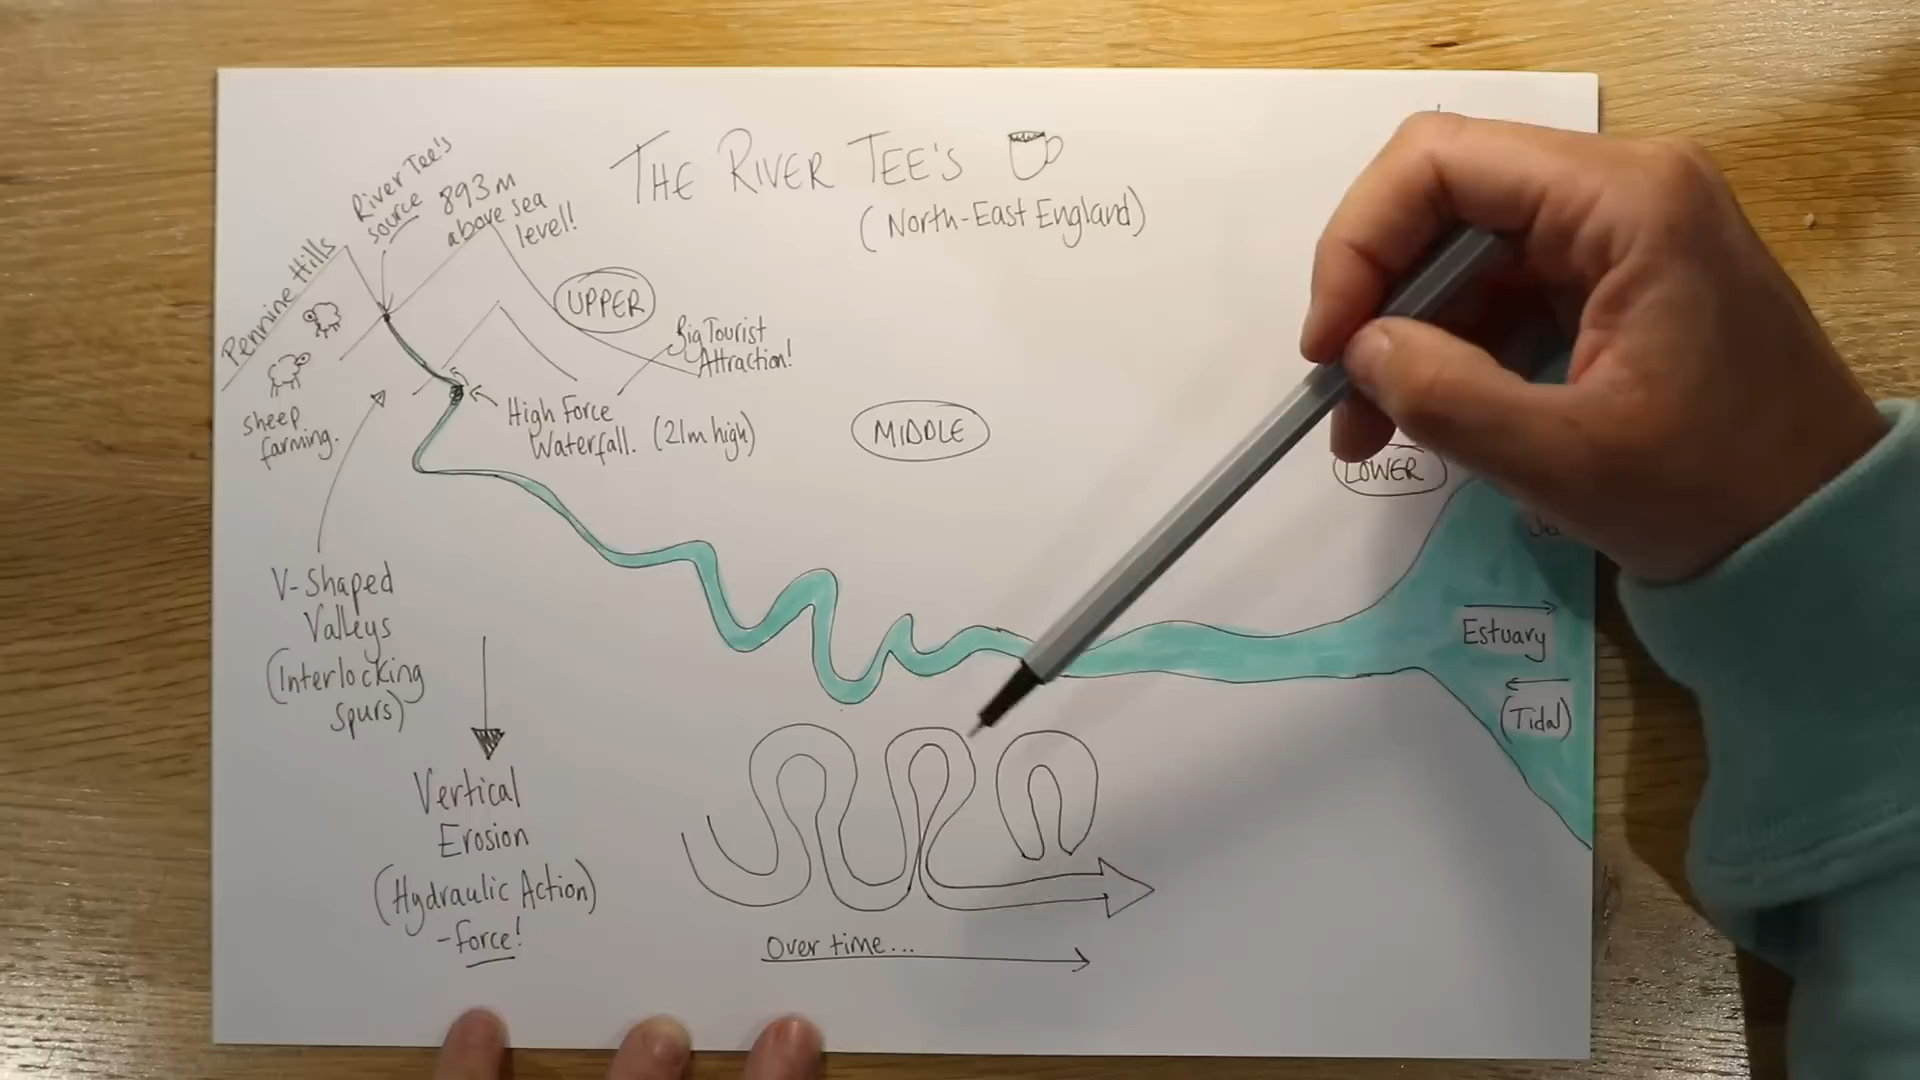 THE RIVER TEE'S
(North-East England)
River Tee's
source
893m
above sea
level!
Pennine Hills
UPPER
Big Tourist
Attraction!
sheep
farming.
High Force
Waterfall. (21m high)
MIDDLE
LOWER
V-Shaped
Valleys
(Interlocking
Spurs)
Estuary
(Tidal)
Vertical
Erosion
(Hydraulic Action)
-force!
Over time...